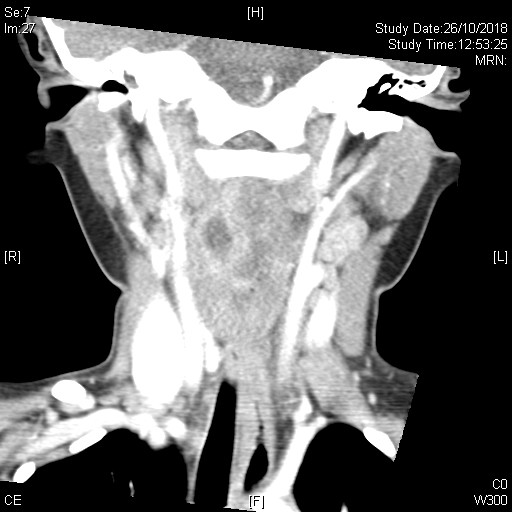 Se:7
Im:27
[H]
Study Date:26/10/2018
Study Time:12:53:25
MRN:
[R]
[L]
CE
[F]
C0
W300